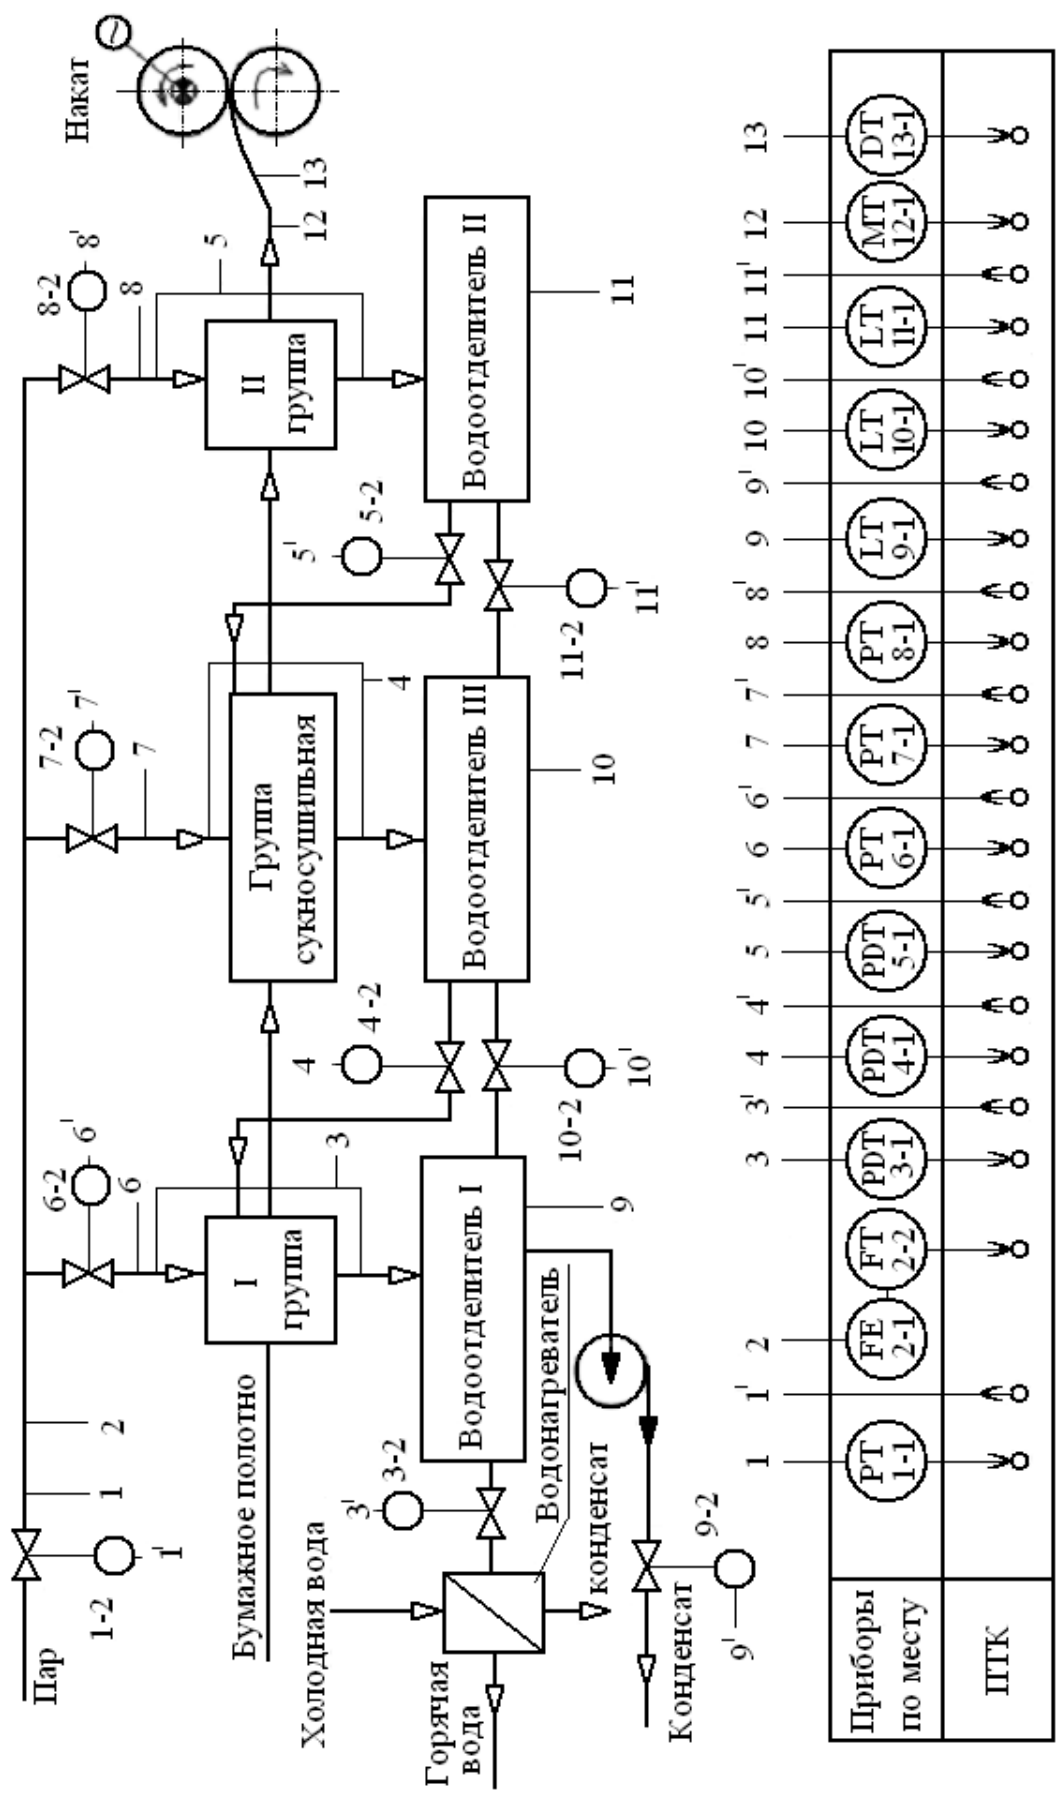 Накат
8-2
8'
8
5
7-2
7'
7
4
6-2
6'
6
3
2
1
1'
1-2
Пар
13
12
II
группа
Группа
сукносушильная
I
группа
Бумажное полотно
5'
5-2
4
4-2
Водоотделитель II
11
11-2
11'
Водоотделитель III
10
10-2
10'
Водоотделитель I
9
3'
3-2
Водонагреватель
Холодная вода
Горячая
вода
конденсат
Конденсат
9-2
9'
1
1'
2
3
3'
4
4'
5
5'
6
6'
7
7'
8
8'
9
9'
10
10'
11
11'
12
13
Приборы
по месту
PT
1-1
FE
2-1
FT
2-2
PDT
3-1
PDT
4-1
PDT
5-1
PT
6-1
PT
7-1
PT
8-1
LT
9-1
LT
10-1
LT
11-1
MT
12-1
DT
13-1
ПТК